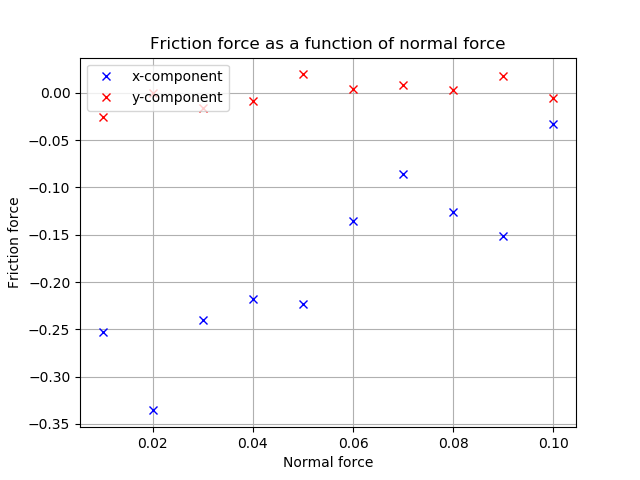 Friction force as a function of normal force
x-component
y-component
0.00
−0.05
−0.10
−0.15
−0.20
−0.25
−0.30
−0.35
Friction force
0.02 0.04 0.06 0.08 0.10
Normal force